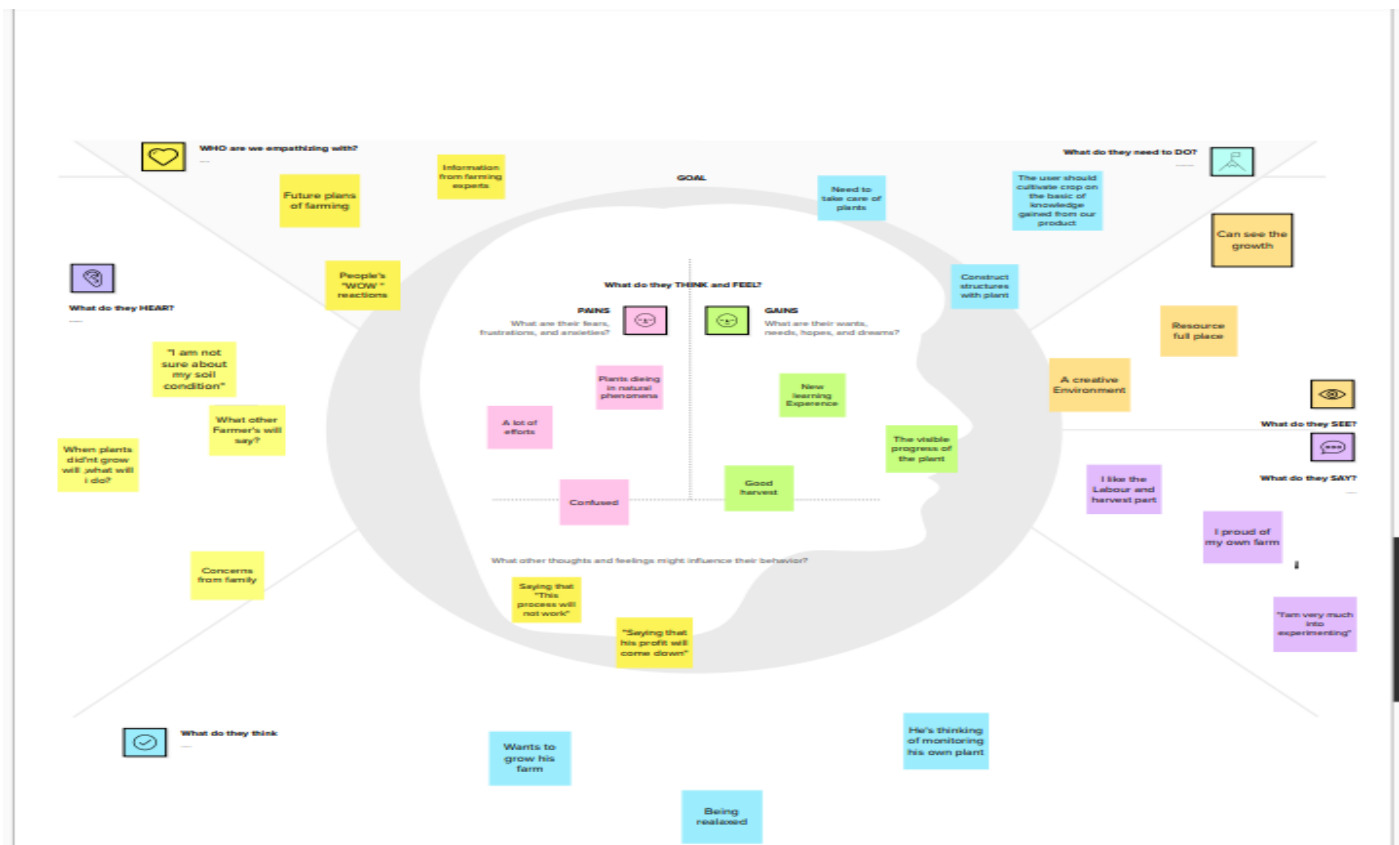 WHO are we empathizing with?
Information
from farming
experts
Future plans
of farming
People's
"WOW "
reactions
GOAL
What do they need to DO?
Need to
take care of
plants
The user should
cultivate crop on
the basic of
knowledge
gained from our
product
Construct
structures
with plant
Can see the
growth
Resource
full place
A creative
Environment
What do they SEE?
What do they HEAR?
"I am not
sure about
my soil
condition"
What other
Farmer's will
say?
When plants
did'nt grow
will ;what will
i do?
Concerns
from family
What do they THINK and FEEL?
PAINS
What are their fears,
frustrations, and anxieties?
Plants dieing
in natural
phenomena
A lot of
efforts
Confused
GAINS
What are their wants,
needs, hopes, and dreams?
New
learning
Experence
The visible
progress of
the plant
Good
harvest
What other thoughts and feelings might influence their behavior?
Saying that
"This
process will
not work"
"Saying that
his profit will
come down"
What do they SAY?
I like the
Labour and
harvest part
I proud of
my own farm
"I'am very much
into
experimenting"
What do they think
Wants to
grow his
farm
Being
realaxed
He's thinking
of monitoring
his own plant